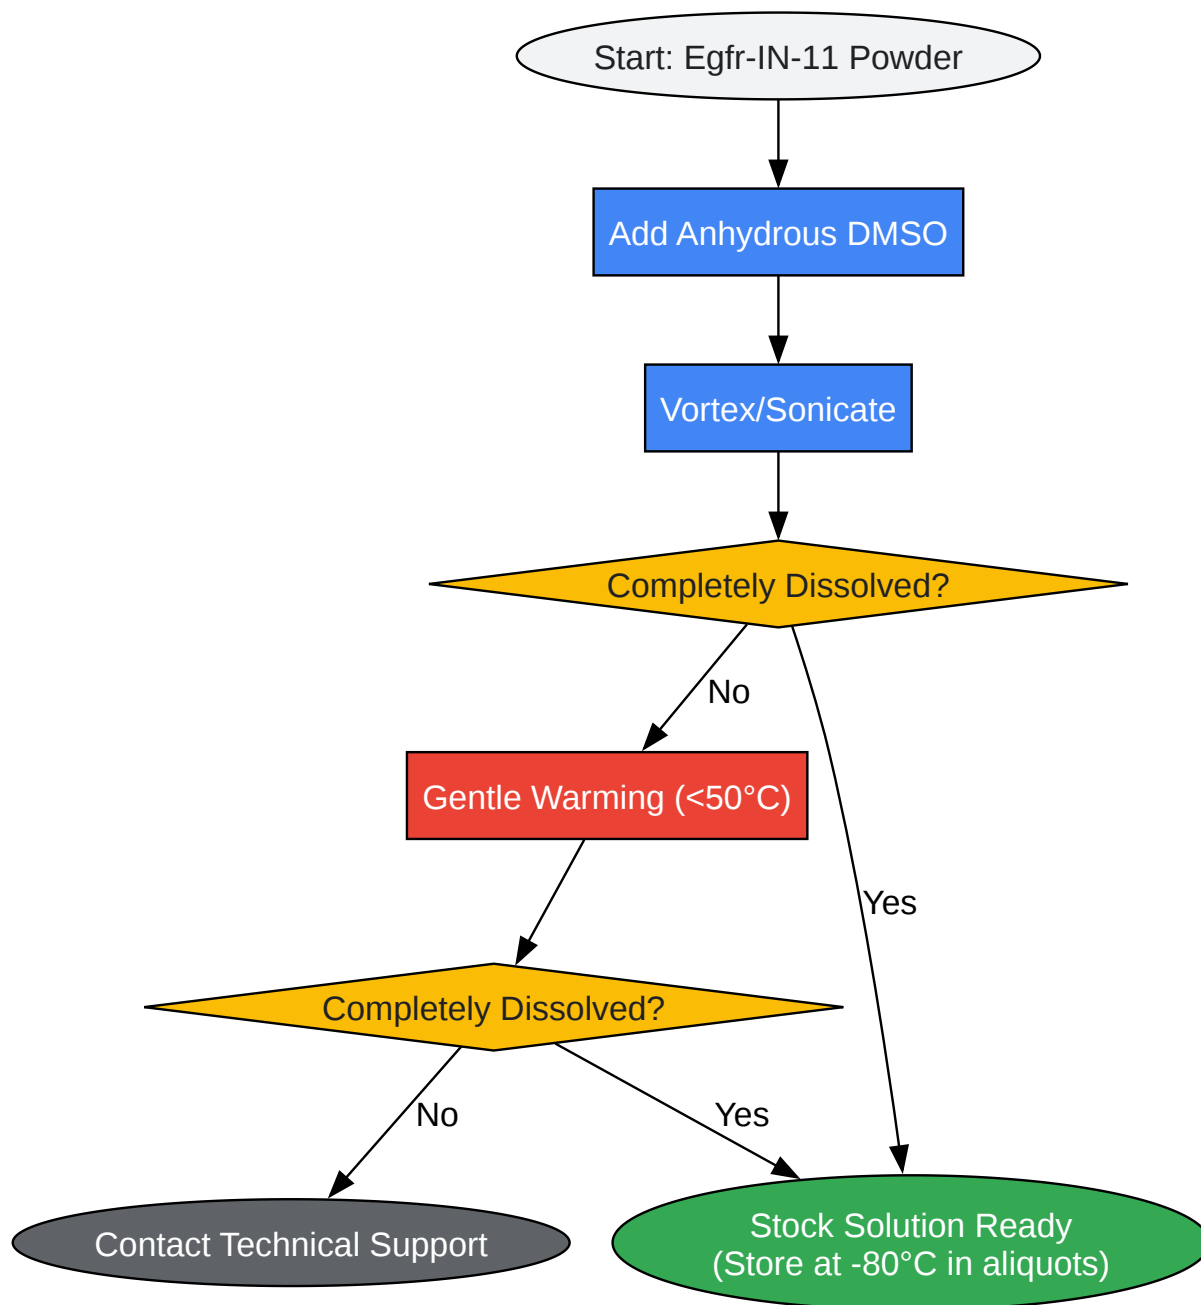 Start: Egfr-IN-11 Powder
Add Anhydrous DMSO
Vortex/Sonicate
Completely Dissolved?
No
Gentle Warming (<50°C)
Yes
Completely Dissolved?
No
Yes
Contact Technical Support
Stock Solution Ready
(Store at -80°C in aliquots)